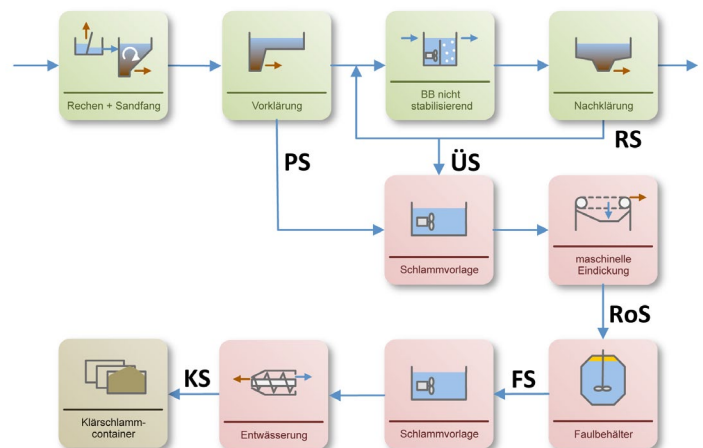 Rechen + Sandfang
Vorklärung
BB nicht
stabilisierend
Nachklärung
RS
PS
ÜS
Schlammvorlage
maschinelle
Eindickung
RoS
KS
FS
Klärschlamm-
container
Entwässerung
Schlammvorlage
Faulbehälter